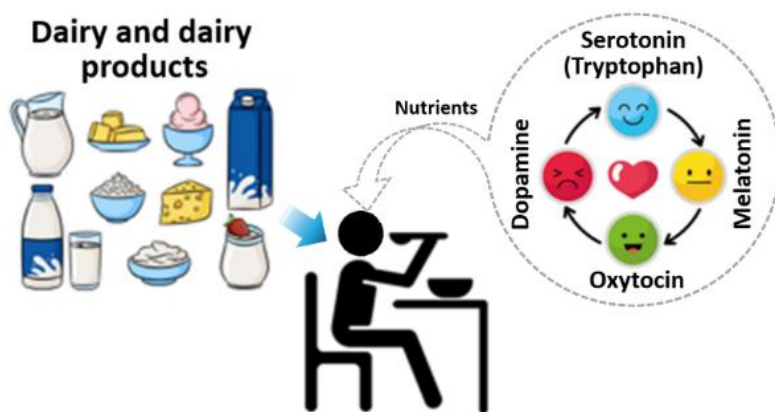 Dairy and dairy
products
Nutrients
Serotonin
(Tryptophan)
Dopamine
Melatonin
Oxytocin